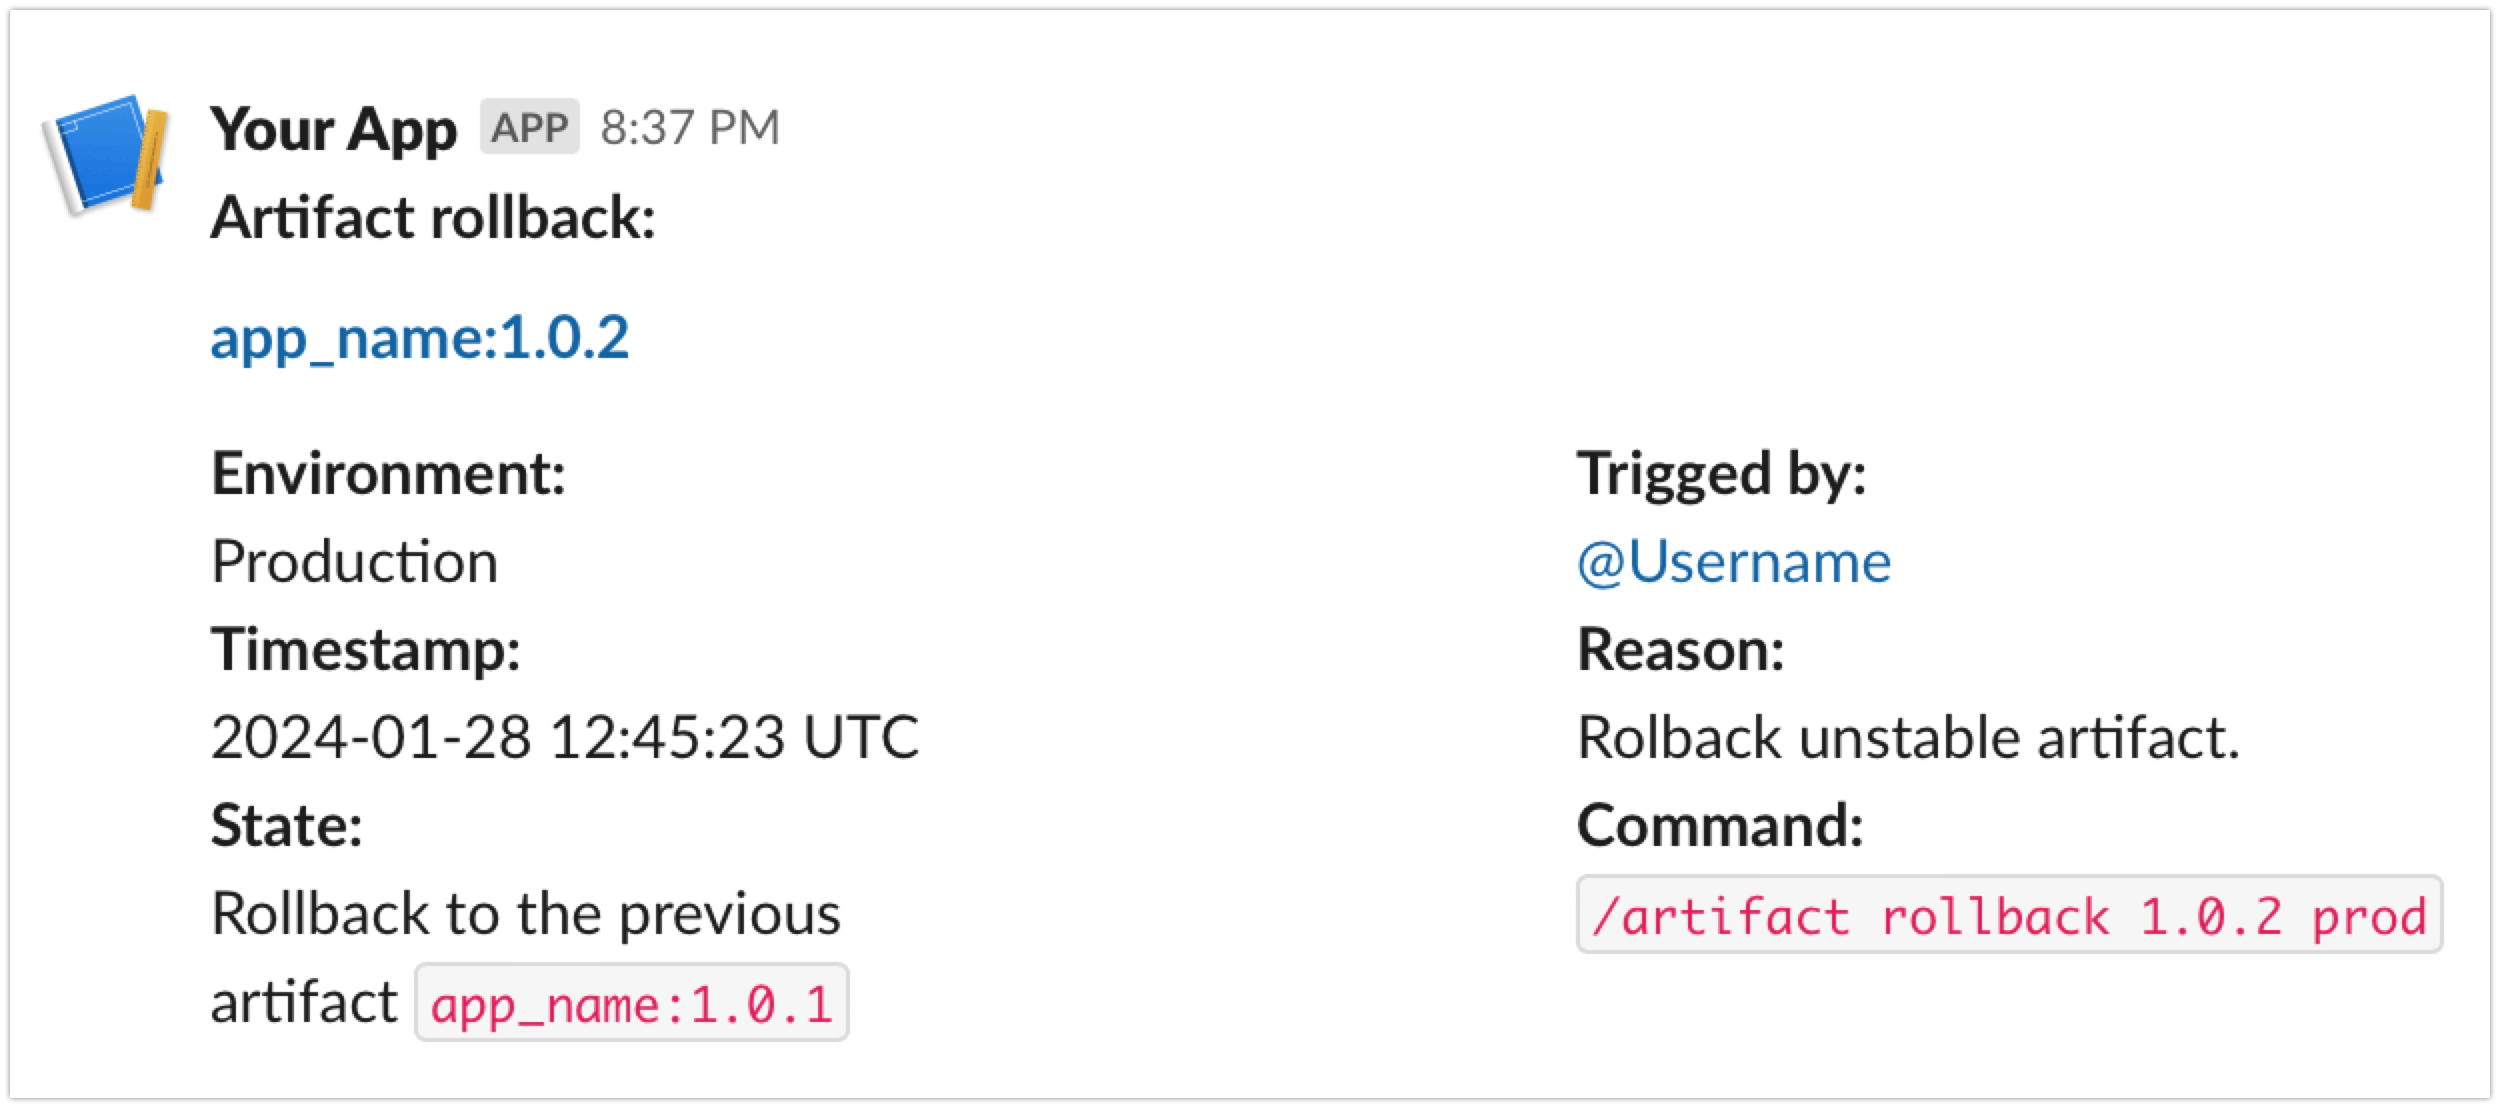 Your App APP 8:37 PM
Artifact rollback:
app_name:1.0.2
Environment:
Production
Timestamp:
2024-01-28 12:45:23 UTC
State:
Rollback to the previous
artifact app_name:1.0.1
Trigged by:
@Username
Reason:
Rolback unstable artifact.
Command:
/artifact rollback 1.0.2 prod